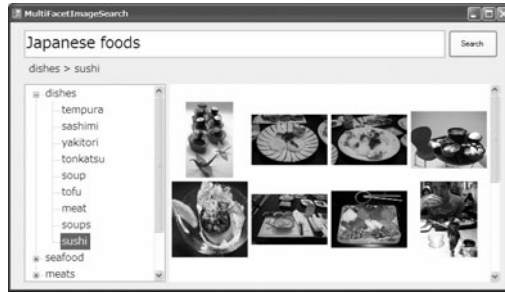 MultiFacetImageSearch
Japanese foods
Search
dishes > sushi
dishes
tempura
sashimi
yakitori
tonkatsu
soup
tofu
meat
soups
sushi
seafood
meats